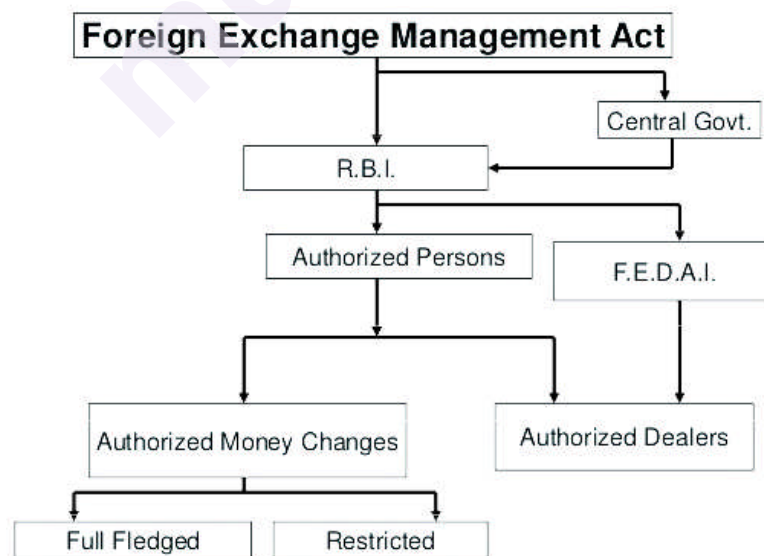 Foreign Exchange Management Act
Central Govt.
R.B.I.
Authorized Persons
F.E.D.A.I.
Authorized Money Changes
Authorized Dealers
Full Fledged
Restricted